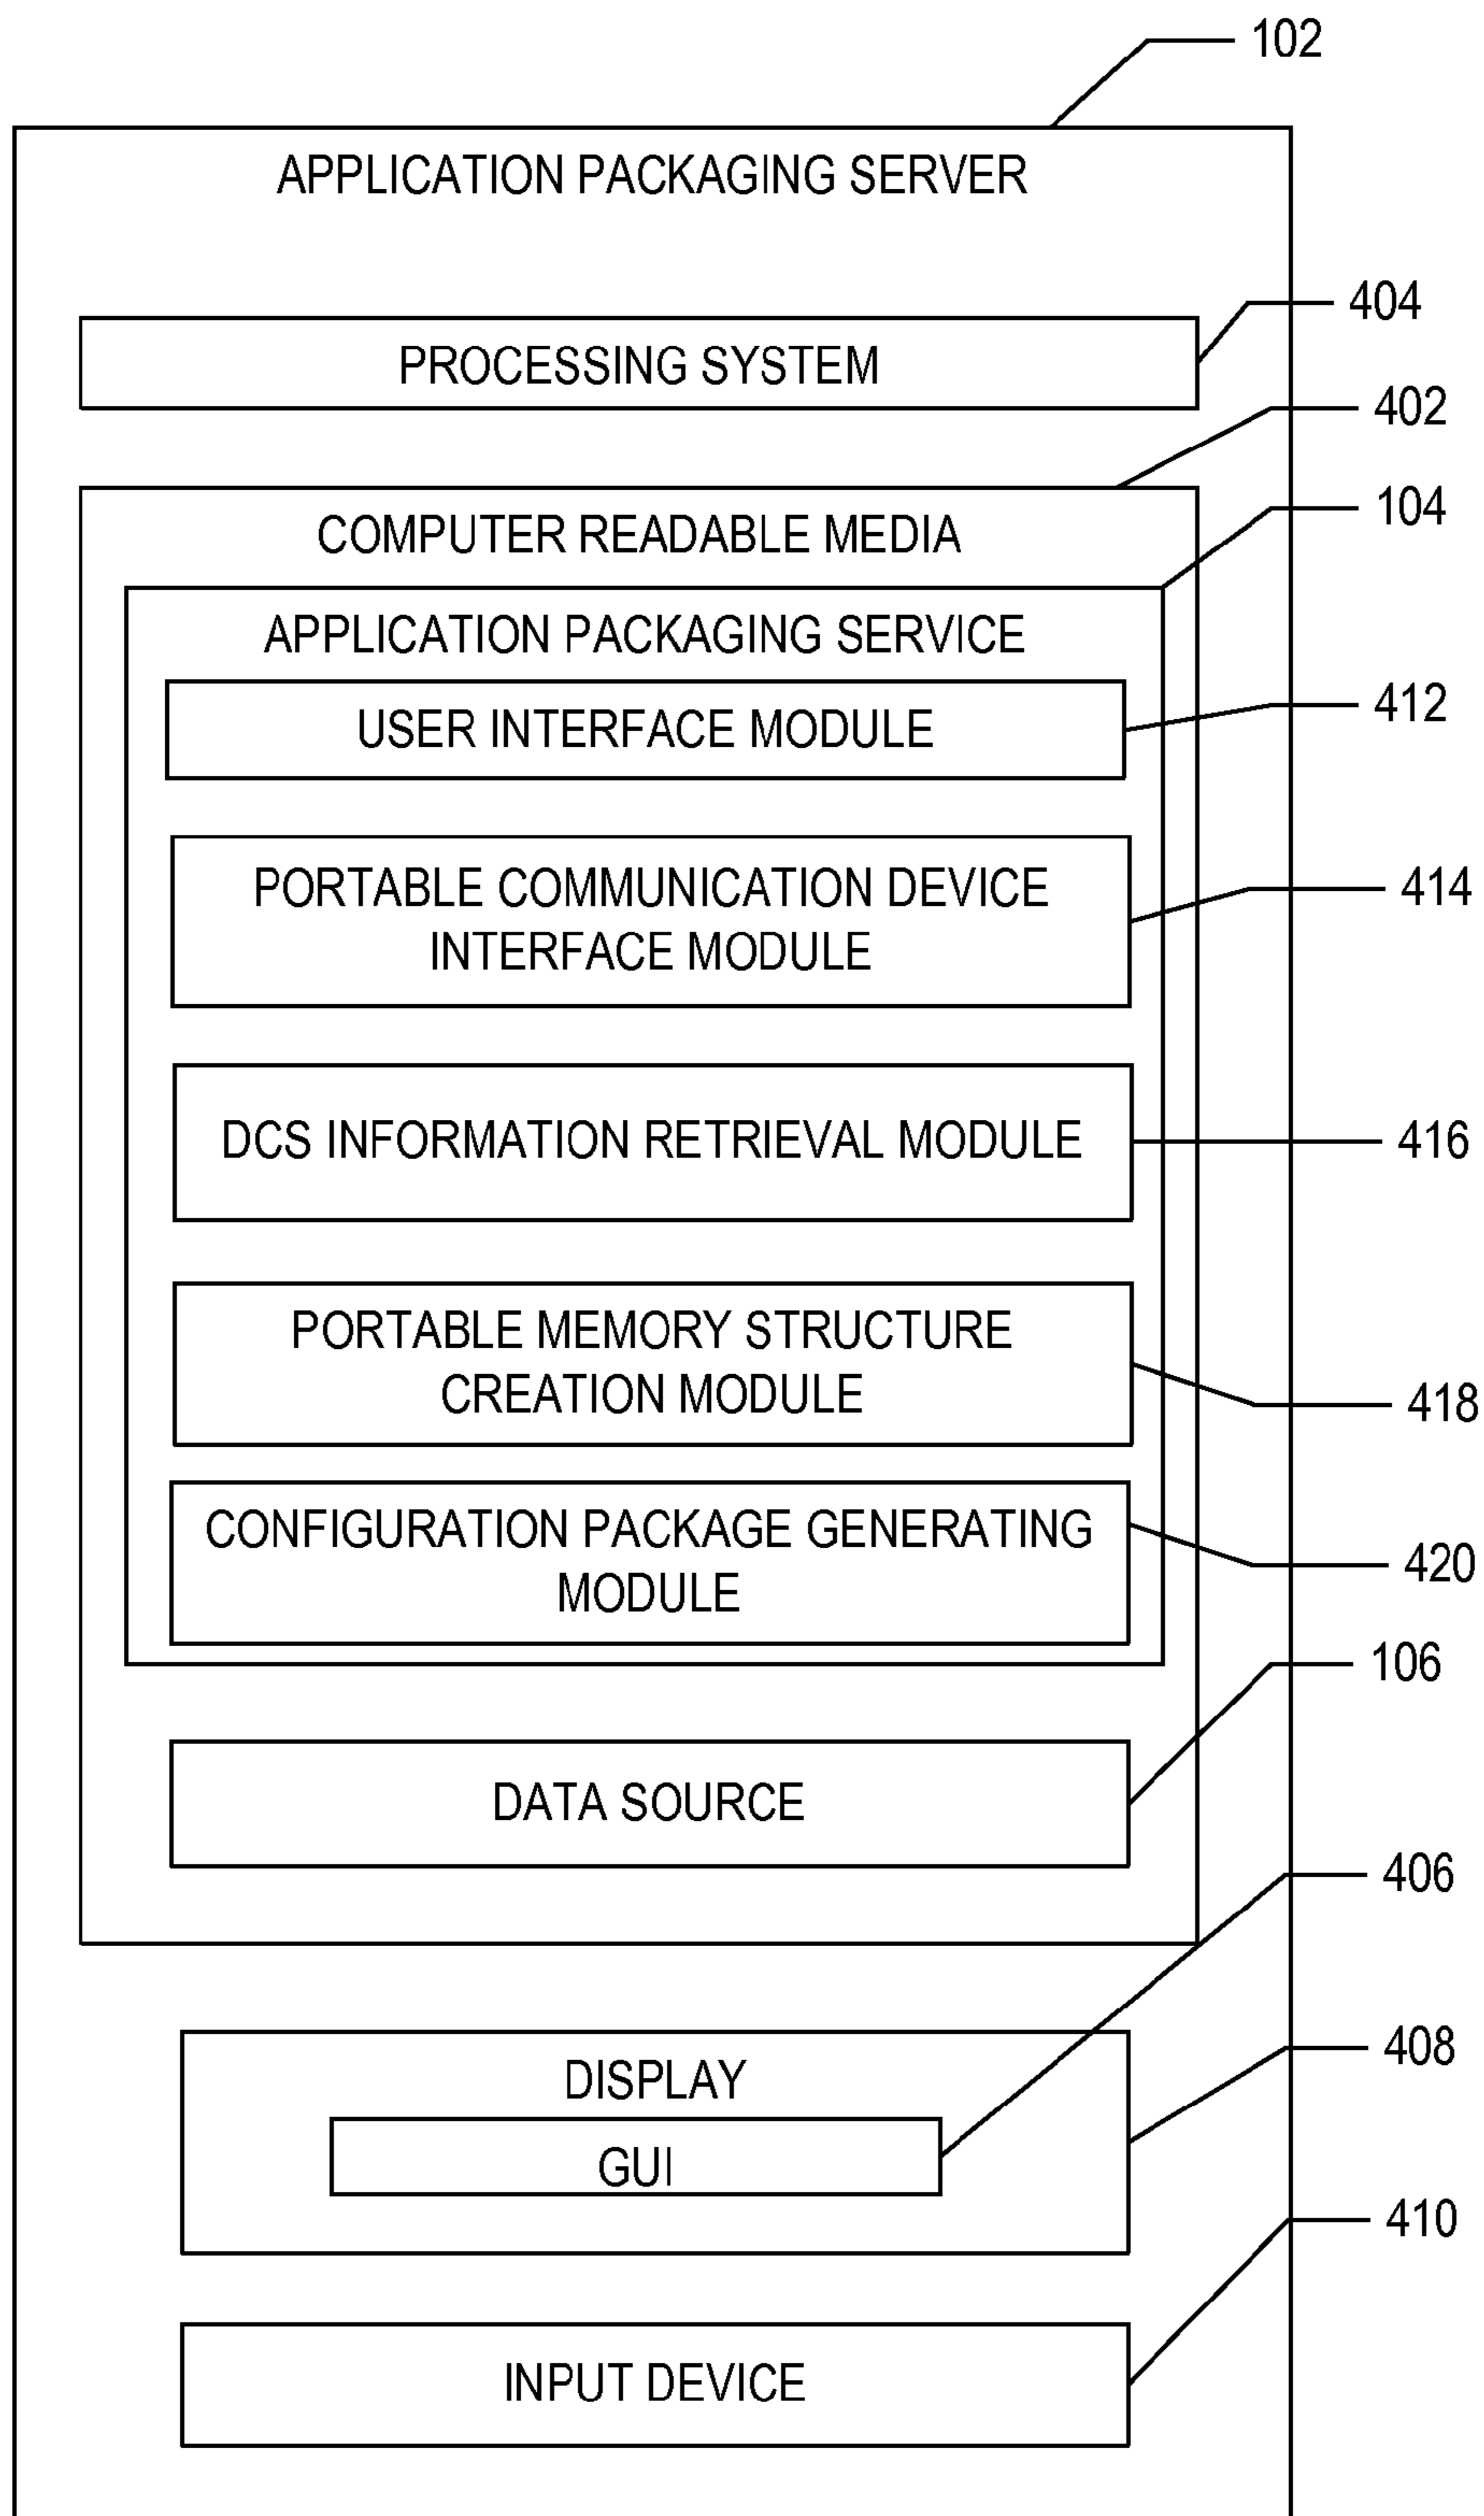 102
APPLICATION PACKAGING SERVER
404
PROCESSING SYSTEM
402
104
COMPUTER READABLE MEDIA
APPLICATION PACKAGING SERVICE
412
USER INTERFACE MODULE
414
PORTABLE COMMUNICATION DEVICE
INTERFACE MODULE
DCS INFORMATION RETRIEVAL MODULE
416
PORTABLE MEMORY STRUCTURE
CREATION MODULE
418
CONFIGURATION PACKAGE GENERATING
MODULE
420
106
DATA SOURCE
406
408
DISPLAY
GUI
410
INPUT DEVICE